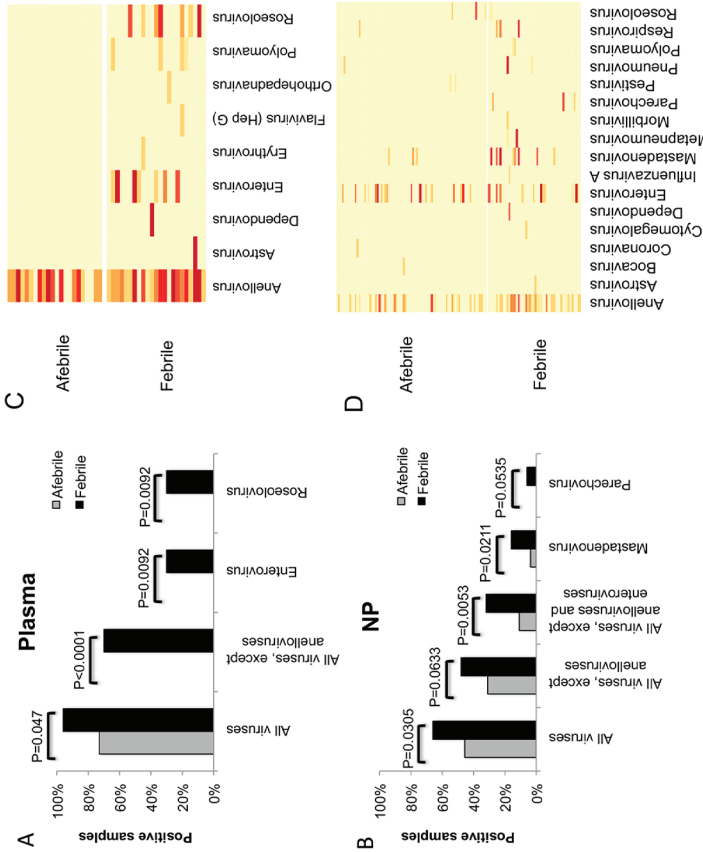 A
Plasma
Afebrile
Febrile
Positive samples
100%
80%
60%
40%
20%
0%
P=0.047
P<0.0001
P=0.0092
P=0.0092
All viruses
All viruses, except
anelloviruses
Enterovirus
Roseolovirus
B
NP
Afebrile
Febrile
Positive samples
100%
80%
60%
40%
20%
0%
P=0.0305
P=0.0633
P=0.0053
P=0.0211
P=0.0535
All viruses
All viruses, except
anelloviruses
All viruses, except
anelloviruses and
enteroviruses
Mastadenovirus
Parechovirus
C
Afebrile
Febrile
Anellovirus
Astrovirus
Dependovirus
Enterovirus
Erythrovirus
Flavivirus (Hep G)
Orthohepadnavirus
Polyomavirus
Roseolovirus
D
Afebrile
Febrile
Anellovirus
Astrovirus
Bocavirus
Coronavirus
Cytomegalovirus
Dependovirus
Enterovirus
Influenzavirus A
Mastadenovirus
Metapneumovirus
Morbillivirus
Parechovirus
Pestivirus
Pneumovirus
Polyomavirus
Respirovirus
Roseolovirus